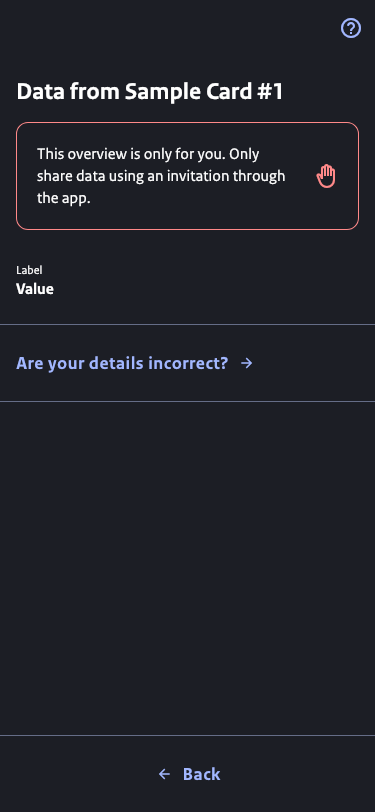 Data from Sample Card #1
This overview is only for you. Only
share data using an invitation through
the app.
Label
Value
Are your details incorrect?
Back